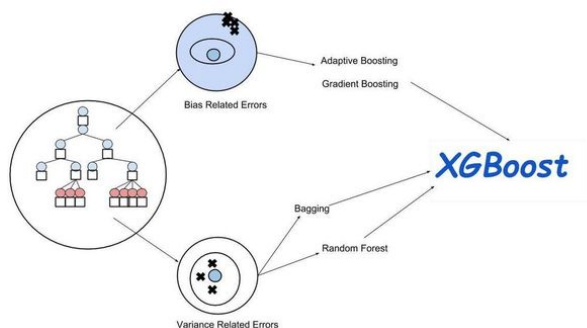 Adaptive Boosting
Gradient Boosting
Bias Related Errors
XGBoost
Bagging
Random Forest
Variance Related Errors